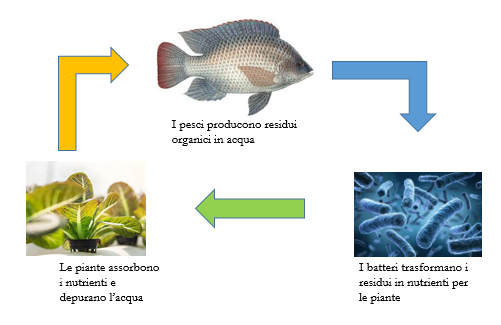 I pesci producono residui
organici in acqua
Le piante assorbono
i nutrienti e
depurano l'acqua
I batteri trasformano i
residui in nutrienti per
le piante